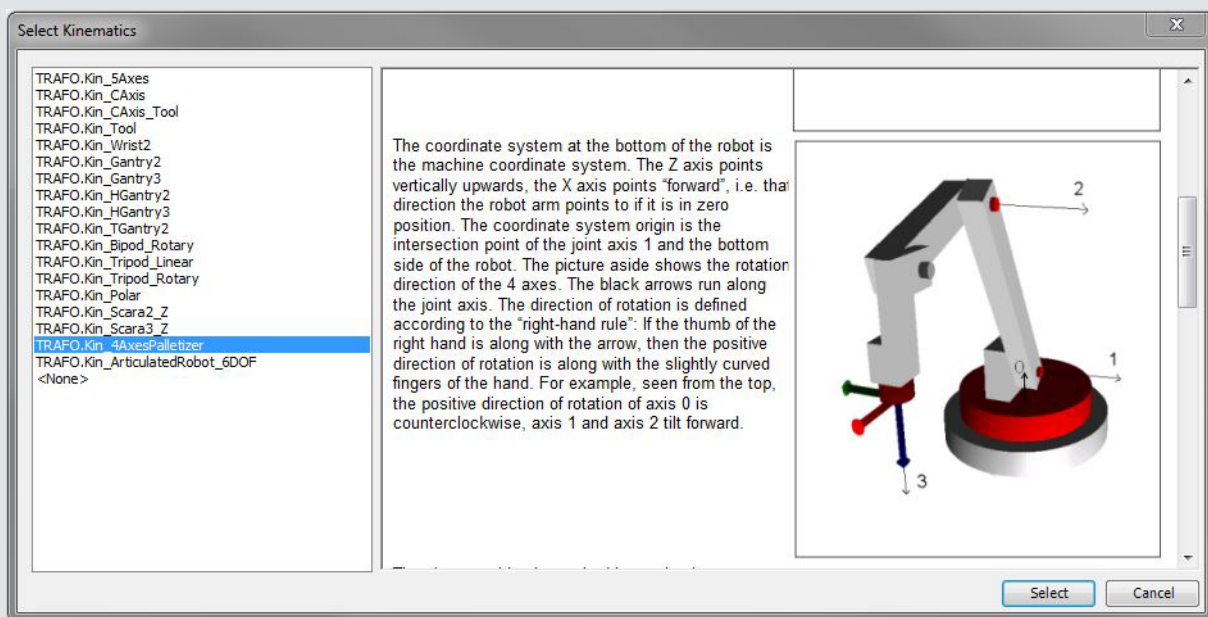 Select Kinematics
TRAFO.Kin_5Axes
TRAFO.Kin_CAxis
TRAFO.Kin_CAxis_Tool
TRAFO.Kin_Tool
TRAFO.Kin_Wrist2
TRAFO.Kin_Gantry2
TRAFO.Kin_Gantry3
TRAFO.Kin_HGantry2
TRAFO.Kin_HGantry3
TRAFO.Kin_TGantry2
TRAFO.Kin_Bipod_Rotary
TRAFO.Kin_Tripod_Linear
TRAFO.Kin_Tripod_Rotary
TRAFO.Kin_Polar
TRAFO.Kin_Scara2_Z
TRAFO.Kin_Scara3_Z
TRAFO.Kin_4AxesPalletizer
TRAFO.Kin_ArticulatedRobot_6DOF
<None>
The coordinate system at the bottom of the robot is
the machine coordinate system. The Z axis points
vertically upwards, the X axis points “forward”, i.e. that
direction the robot arm points to if it is in zero
position. The coordinate system origin is the
intersection point of the joint axis 1 and the bottom
side of the robot. The picture aside shows the rotation
direction of the 4 axes. The black arrows run along
the joint axis. The direction of rotation is defined
according to the “right-hand rule”: If the thumb of the
right hand is along with the arrow, then the positive
direction of rotation is along with the slightly curved
fingers of the hand. For example, seen from the top,
the positive direction of rotation of axis 0 is
counterclockwise, axis 1 and axis 2 tilt forward.
2
0
1
3
Select
Cancel